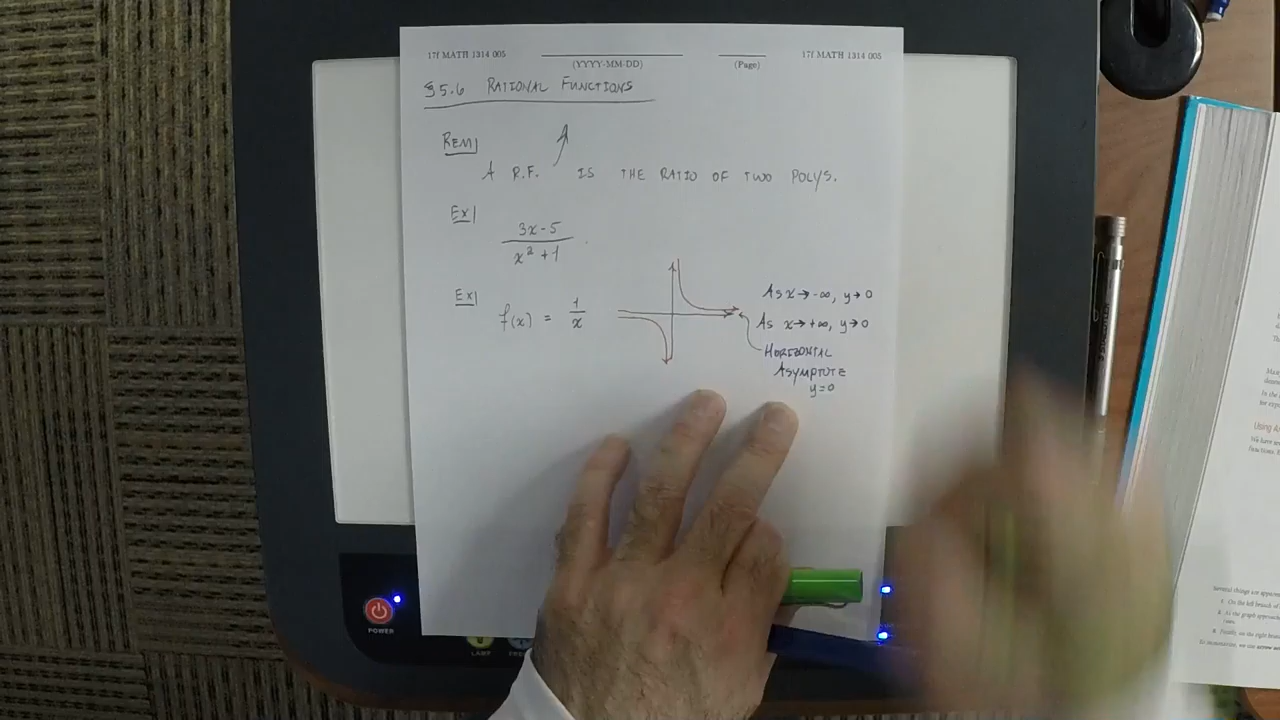 17f MATH 1314 005 (YYYY-MM-DD) (Page) 17f MATH 1314 005
§5.6 RATIONAL FUNCTIONS
REM
A R.F. IS THE RATIO OF TWO POLYS.
EX
3x-5
x² + 1
EX
f(x) = 1/x
AS x→-∞, y→0
AS x→+∞, y→0
HORIZONTAL
ASYMPTOTE
y=0
POWER
LAMP
Using